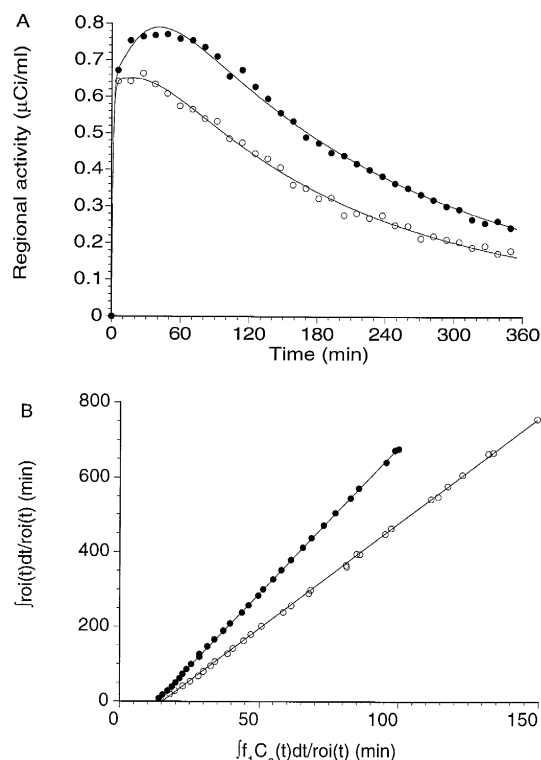 A
Regional activity (μCi/ml)
0.8
0.7
0.6
0.5
0.4
0.3
0.2
0.1
0
0 60 120 180 240 300 360
Time (min)
B
∫roi(t)dt/roi(t) (min)
800
600
400
200
0
0 50 100 150
∫f₁Cₐ(t)dt/roi(t) (min)